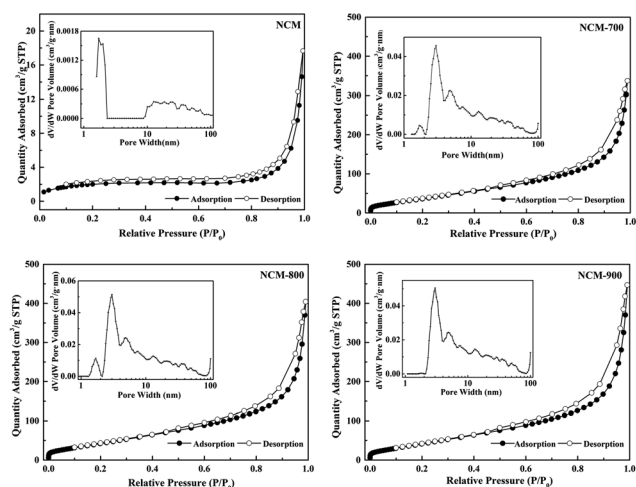 NCM
20
16
12
8
4
0
Quantity Adsorbed (cm³/g STP)
0.0018
0.0012
0.0006
0.0000
dV/dW Pore Volume (cm³/g·nm)
1
10
100
Pore Width(nm)
Adsorption
Desorption
0.0
0.2
0.4
0.6
0.8
1.0
Relative Pressure (P/P₀)
NCM-700
500
400
300
200
100
0
Quantity Adsorbed (cm³/g STP)
0.04
0.02
0.00
dV/dW Pore Volume (cm³/g·nm)
1
10
100
Pore Width(nm)
Adsorption
Desorption
0.0
0.2
0.4
0.6
0.8
1.0
Relative Pressure (P/P₀)
NCM-800
500
400
300
200
100
0
Quantity Adsorbed (cm³/g STP)
0.06
0.04
0.02
0.00
dV/dW Pore Volume (cm³/g·nm)
1
10
100
Pore Width (nm)
Adsorption
Desorption
0.0
0.2
0.4
0.6
0.8
1.0
Relative Pressure (P/P₀)
NCM-900
500
400
300
200
100
0
Quantity Adsorbed (cm³/g STP)
0.04
0.02
0.00
dV/dW Pore Volume (cm³/g·nm)
1
10
100
Pore Width (nm)
Adsorption
Desorption
0.0
0.2
0.4
0.6
0.8
1.0
Relative Pressure (P/P₀)